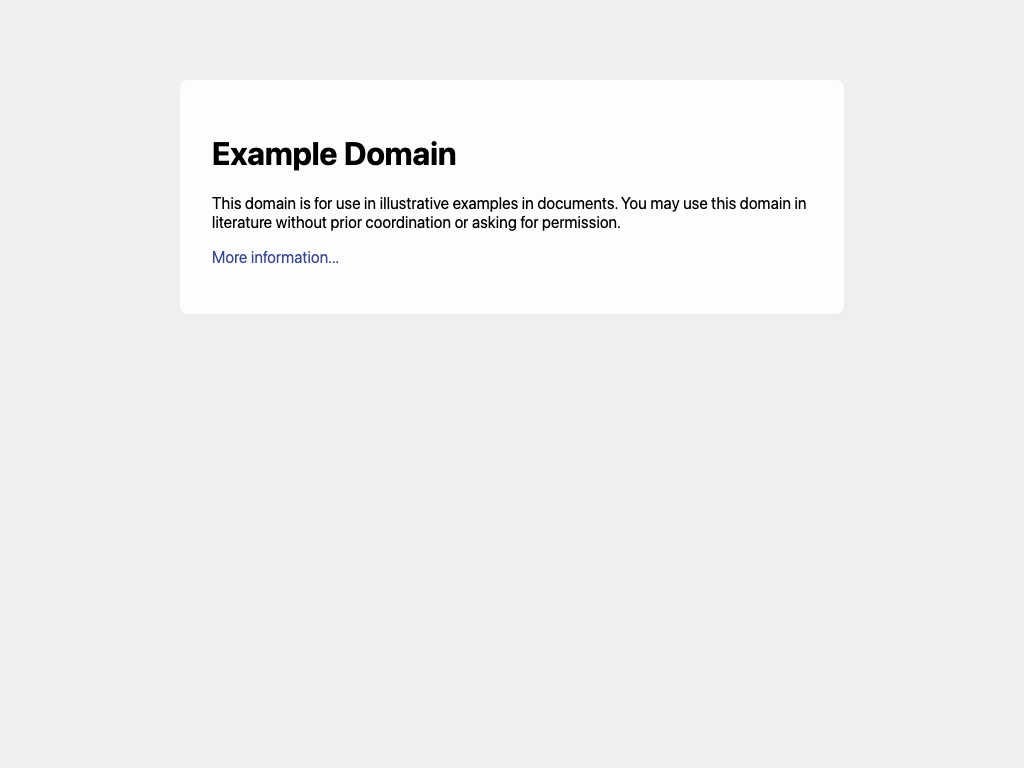 Example Domain
This domain is for use in illustrative examples in documents. You may use this domain in
literature without prior coordination or asking for permission.
More information...